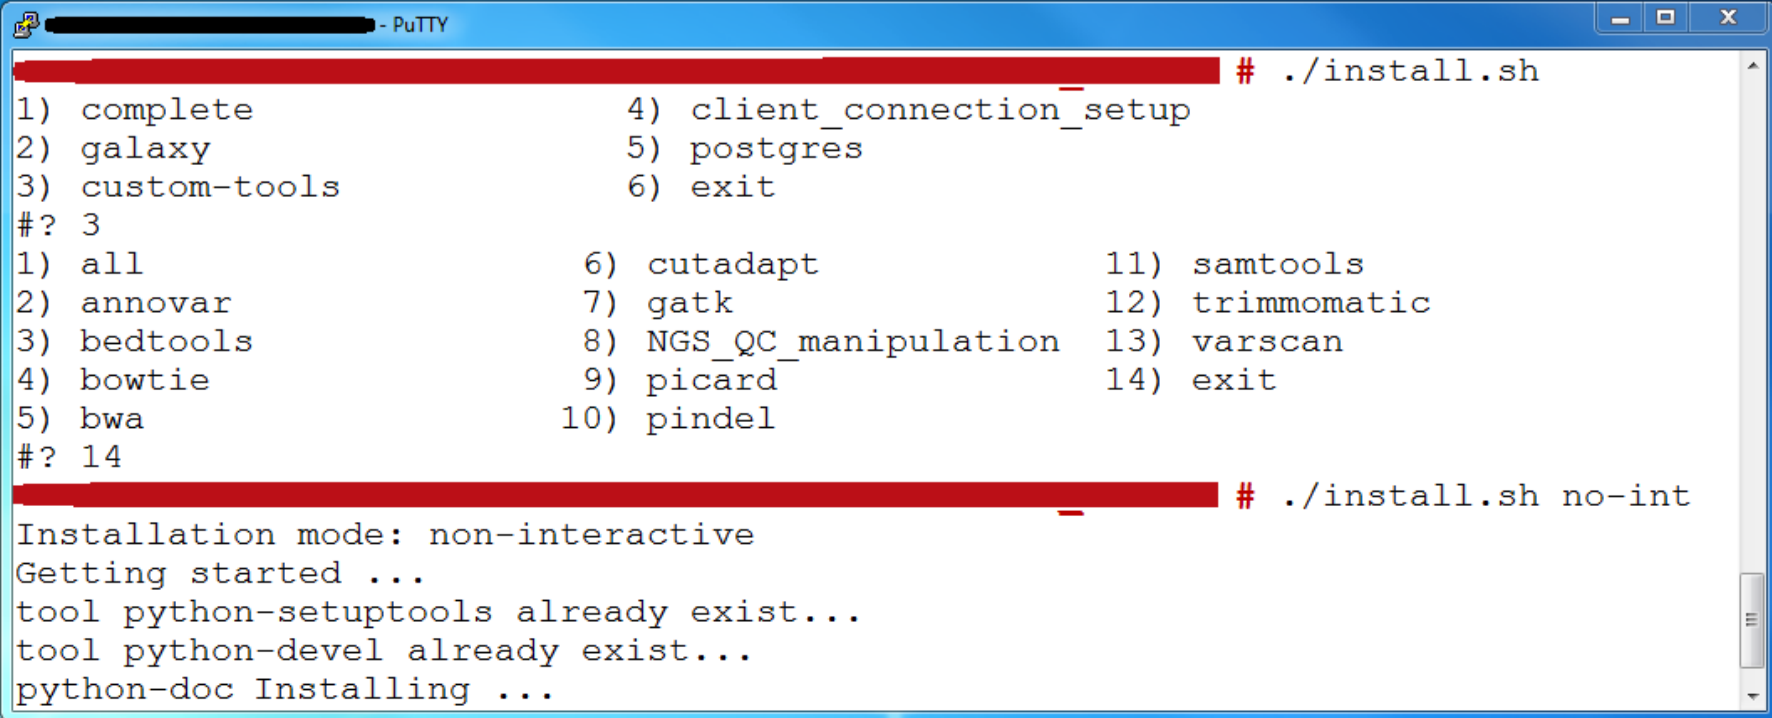 - PuTTY
# ./install.sh
1) complete 4) client_connection_setup
2) galaxy 5) postgres
3) custom-tools 6) exit
#? 3
1) all 6) cutadapt 11) samtools
2) annovar 7) gatk 12) trimmomatic
3) bedtools 8) NGS_QC_manipulation 13) varscan
4) bowtie 9) picard 14) exit
5) bwa 10) pindel
#? 14
# ./install.sh no-int
Installation mode: non-interactive
Getting started ...
tool python-setuptools already exist...
tool python-devel already exist...
python-doc Installing ...